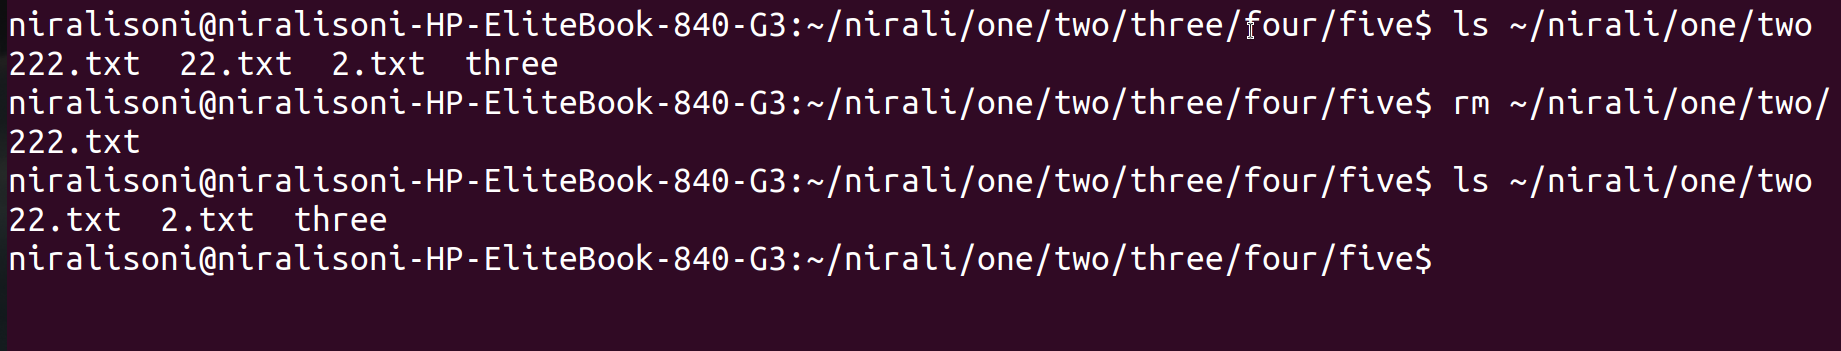 niralisoni@niralisoni-HP-EliteBook-840-G3:~/nirali/one/two/three/four/five$ ls ~/nirali/one/two
222.txt  22.txt  2.txt  three
niralisoni@niralisoni-HP-EliteBook-840-G3:~/nirali/one/two/three/four/five$ rm ~/nirali/one/two/
222.txt
niralisoni@niralisoni-HP-EliteBook-840-G3:~/nirali/one/two/three/four/five$ ls ~/nirali/one/two
22.txt  2.txt  three
niralisoni@niralisoni-HP-EliteBook-840-G3:~/nirali/one/two/three/four/five$